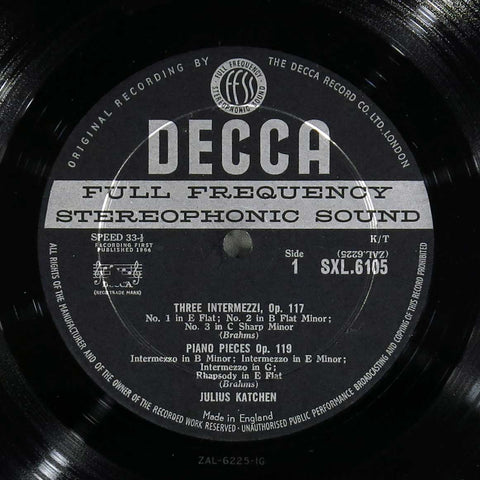 ORIGINAL RECORDING BY
THE DECCA RECORD CO. LTD. LONDON
FULL FREQUENCY
ffss
STEREOPHONIC SOUND
DECCA
FULL FREQUENCY
STEREOPHONIC SOUND
SPEED 33⅓
RECORDING FIRST
PUBLISHED 1966
DECCA
(REGD. TRADE MARK)
K/T
Side (ZAL.6225)
1 SXL.6105
THREE INTERMEZZI, Op. 117
No. 1 in E Flat; No. 2 in B Flat Minor;
No. 3 in C Sharp Minor
(Brahms)
PIANO PIECES Op. 119
Intermezzo in B Minor; Intermezzo in E Minor;
Intermezzo in G;
Rhapsody in E Flat
(Brahms)
JULIUS KATCHEN
Made in England
ALL RIGHTS OF THE MANUFACTURER AND OF THE OWNER OF THE RECORDED WORK RESERVED · UNAUTHORISED PUBLIC PERFORMANCE BROADCASTING AND COPYING OF THIS RECORD PROHIBITED
ZAL-6225-1G